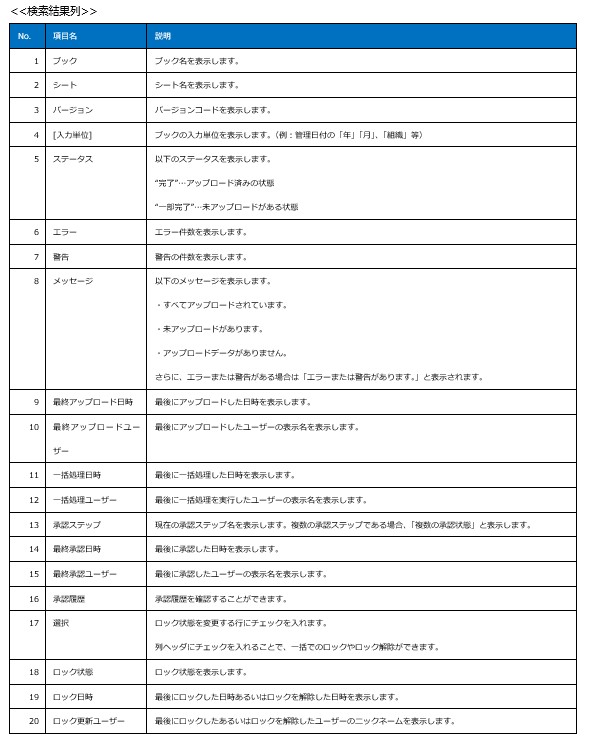 <<検索結果列>>
No. 項目名 説明
1 ブック ブック名を表示します。
2 シート シート名を表示します。
3 バージョン バージョンコードを表示します。
4 [入力単位] ブックの入力単位を表示します。（例：管理日付の「年」「月」、「組織」等）
5 ステータス 以下のステータスを表示します。
“完了”…アップロード済みの状態
“一部完了”…未アップロードがある状態
6 エラー エラー件数を表示します。
7 警告 警告の件数を表示します。
8 メッセージ 以下のメッセージを表示します。
・すべてアップロードされています。
・未アップロードがあります。
・アップロードデータがありません。
さらに、エラーまたは警告がある場合は「エラーまたは警告があります。」と表示されます。
9 最終アップロード日時 最後にアップロードした日時を表示します。
10 最終アップロードユー 最後にアップロードしたユーザーの表示名を表示します。
ザー
11 一括処理日時 最後に一括処理した日時を表示します。
12 一括処理ユーザー 最後に一括処理を実行したユーザーの表示名を表示します。
13 承認ステップ 現在の承認ステップ名を表示します。複数の承認ステップである場合、「複数の承認状態」と表示します。
14 最終承認日時 最後に承認した日時を表示します。
15 最終承認ユーザー 最後に承認したユーザーの表示名を表示します。
16 承認履歴 承認履歴を確認することができます。
17 選択 ロック状態を変更する行にチェックを入れます。
列ヘッダにチェックを入れることで、一括でのロックやロック解除ができます。
18 ロック状態 ロック状態を表示します。
19 ロック日時 最後にロックした日時あるいはロックを解除した日時を表示します。
20 ロック更新ユーザー 最後にロックしたあるいはロックを解除したユーザーのニックネームを表示します。